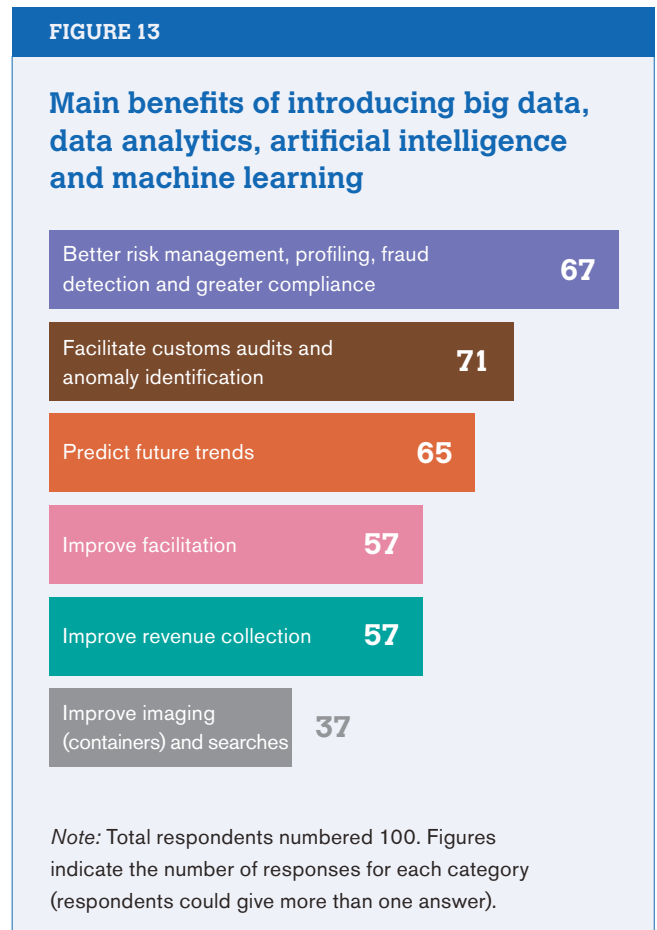 FIGURE 13
Main benefits of introducing big data,
data analytics, artificial intelligence
and machine learning
Better risk management, profiling, fraud
detection and greater compliance
67
Facilitate customs audits and
anomaly identification
71
Predict future trends
65
Improve facilitation
57
Improve revenue collection
57
Improve imaging
(containers) and searches
37
Note: Total respondents numbered 100. Figures
indicate the number of responses for each category
(respondents could give more than one answer).